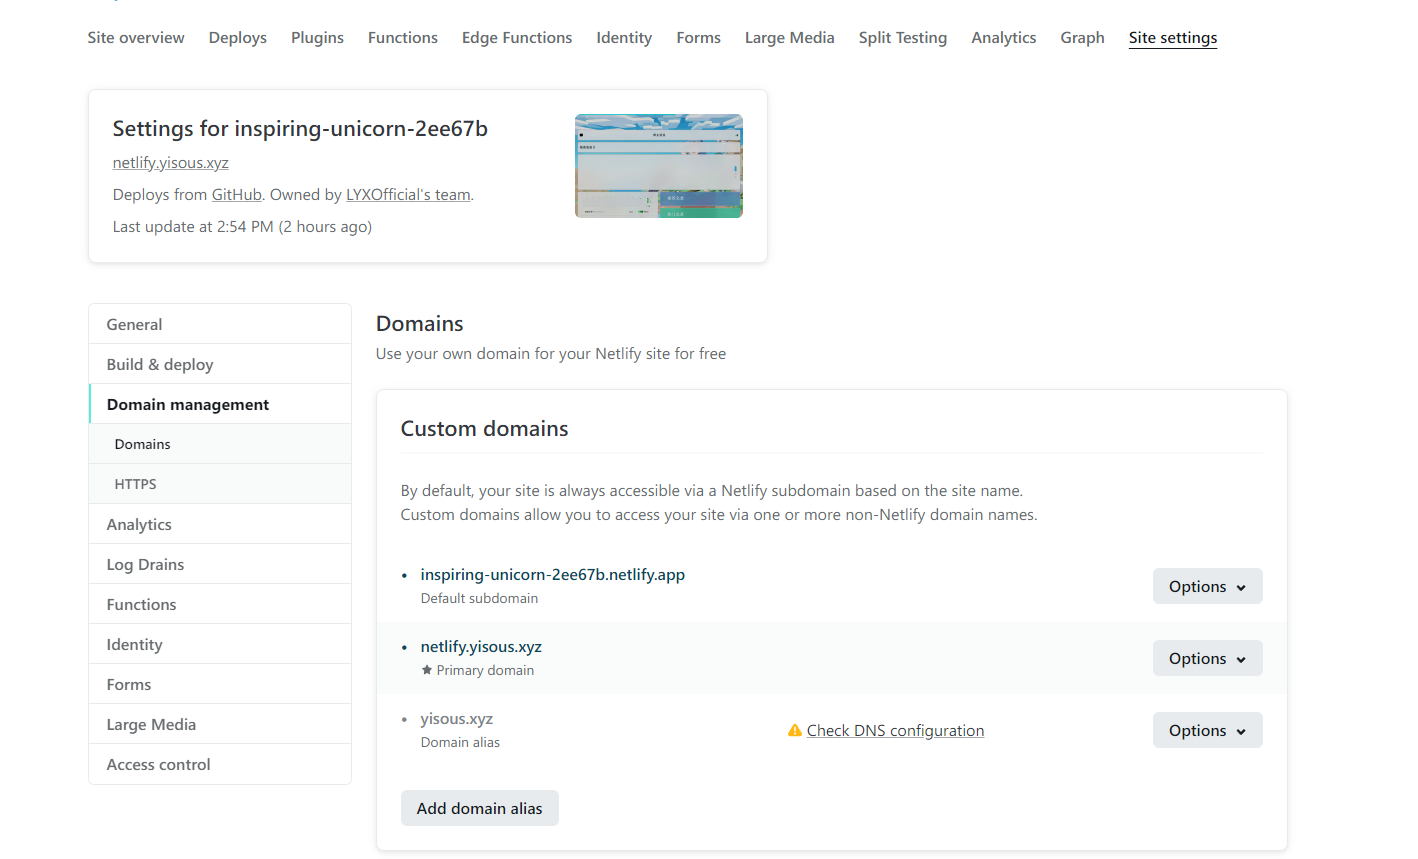 Site overview Deploys Plugins Functions Edge Functions Identity Forms Large Media Split Testing Analytics Graph Site settings
Settings for inspiring-unicorn-2ee67b
netlify.yisous.xyz
Deploys from GitHub. Owned by LYXOfficial's team.
Last update at 2:54 PM (2 hours ago)
General
Build & deploy
Domain management
Domains
HTTPS
Analytics
Log Drains
Functions
Identity
Forms
Large Media
Access control
Domains
Use your own domain for your Netlify site for free
Custom domains
By default, your site is always accessible via a Netlify subdomain based on the site name.
Custom domains allow you to access your site via one or more non-Netlify domain names.
inspiring-unicorn-2ee67b.netlify.app
Default subdomain
Options
netlify.yisous.xyz
Primary domain
Options
yisous.xyz
Domain alias
Check DNS configuration
Options
Add domain alias